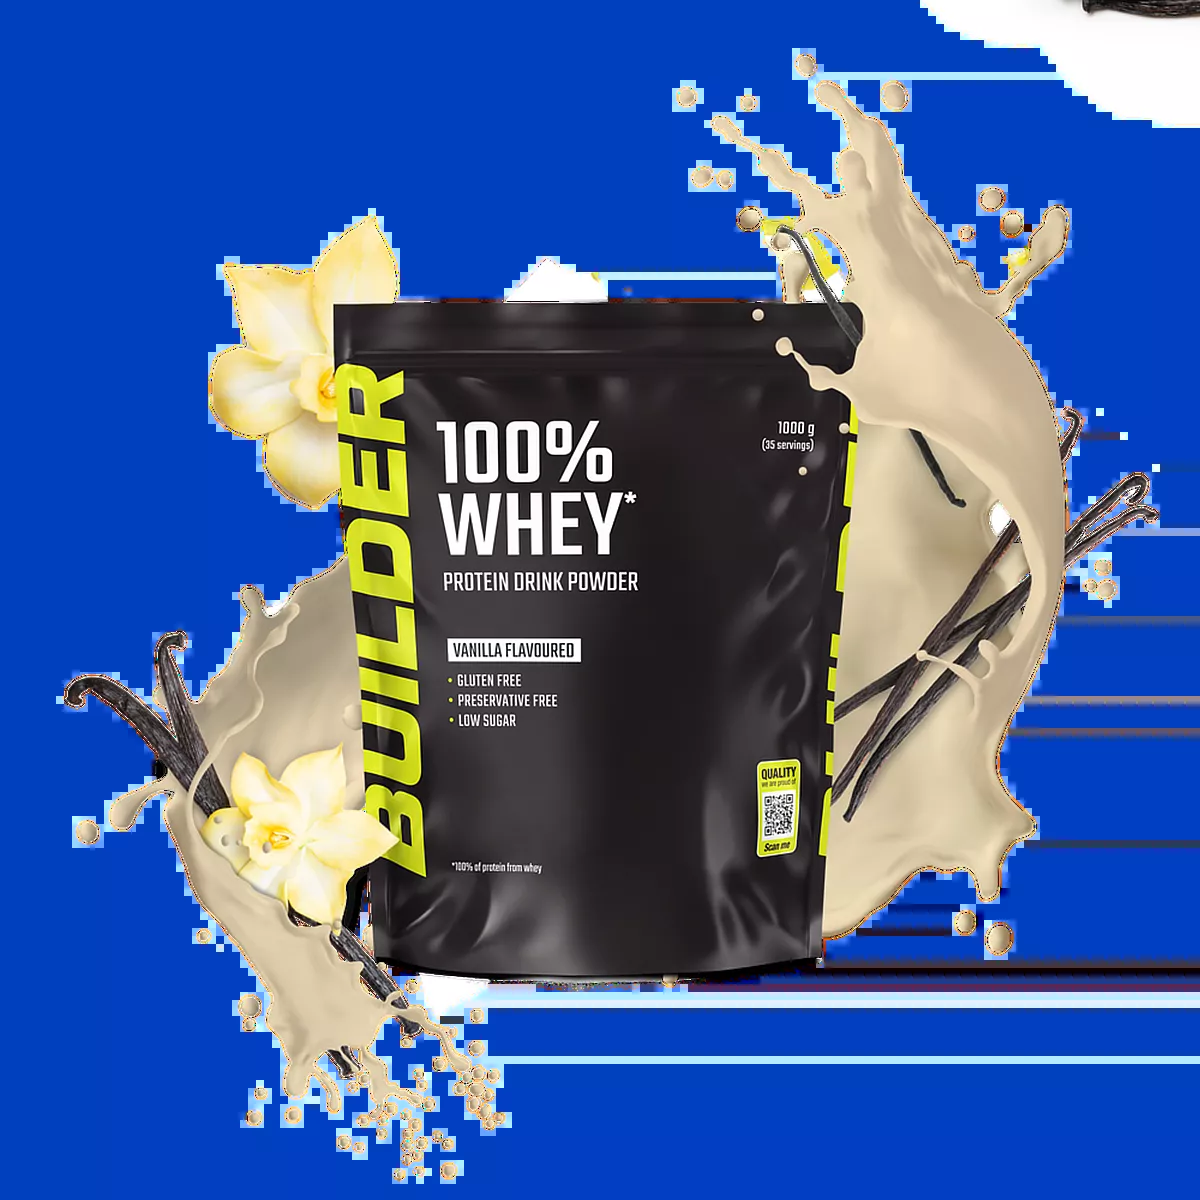 BUILDER
100%
WHEY*
PROTEIN DRINK POWDER
1000 g
(35 servings)
VANILLA FLAVOURED
• GLUTEN FREE
• PRESERVATIVE FREE
• LOW SUGAR
QUALITY
we are proud of
Scan me
*100% of protein from whey